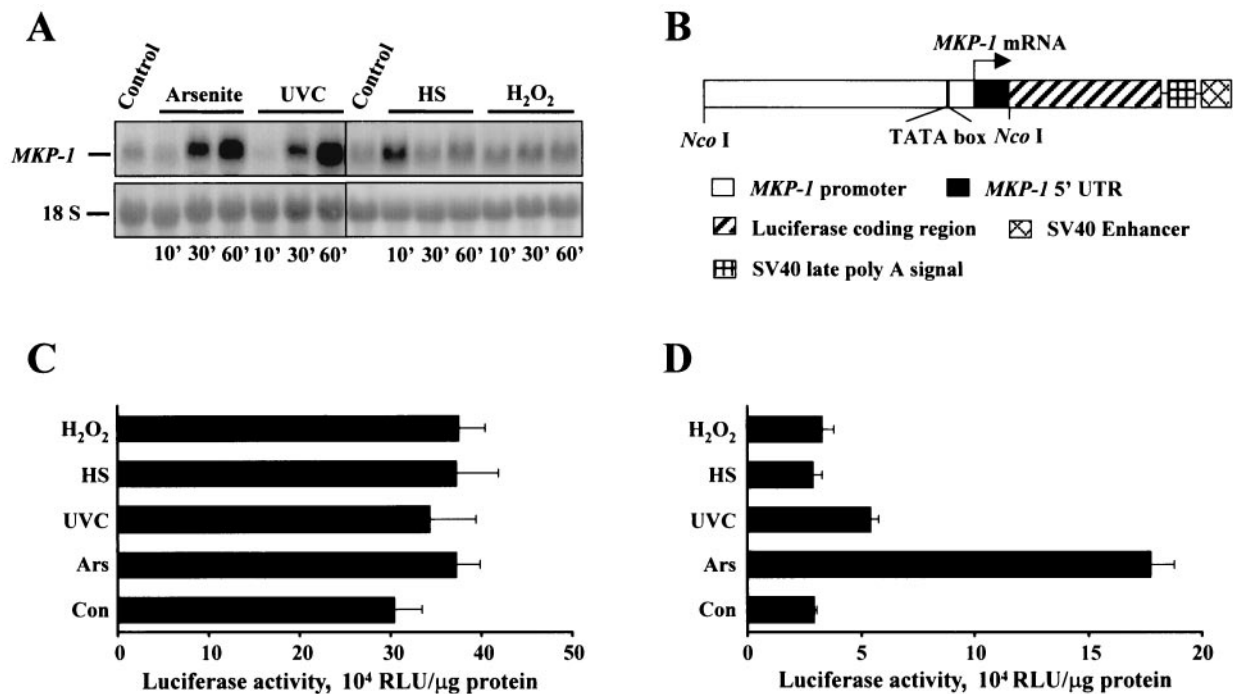 A
Control
Arsenite
UVC
Control
HS
H₂O₂
MKP-1
18 S
10’ 30’ 60’ 10’ 30’ 60’ 10’ 30’ 60’ 10’ 30’ 60’
B
MKP-1 mRNA
Nco I
TATA box
Nco I
MKP-1 promoter
MKP-1 5’ UTR
Luciferase coding region
SV40 Enhancer
SV40 late poly A signal
C
H₂O₂
HS
UVC
Ars
Con
0 10 20 30 40 50
Luciferase activity, 10⁴ RLU/µg protein
D
H₂O₂
HS
UVC
Ars
Con
0 5 10 15 20
Luciferase activity, 10⁴ RLU/µg protein